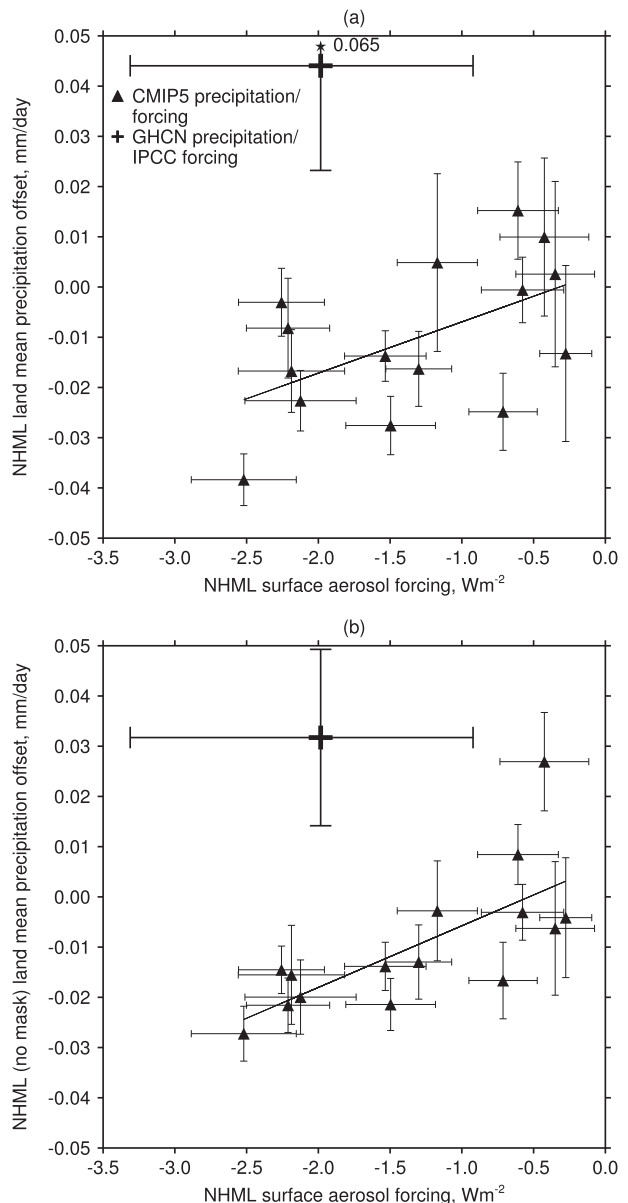 (a)
0.05
0.04
0.03
0.02
0.01
0.00
-0.01
-0.02
-0.03
-0.04
-0.05
NHML land mean precipitation offset, mm/day
★ 0.065
▲ CMIP5 precipitation/
forcing
+ GHCN precipitation/
IPCC forcing
-3.5 -3.0 -2.5 -2.0 -1.5 -1.0 -0.5 0.0
NHML surface aerosol forcing, Wm⁻²
(b)
0.05
0.04
0.03
0.02
0.01
0.00
-0.01
-0.02
-0.03
-0.04
-0.05
NHML (no mask) land mean precipitation offset, mm/day
-3.5 -3.0 -2.5 -2.0 -1.5 -1.0 -0.5 0.0
NHML surface aerosol forcing, Wm⁻²